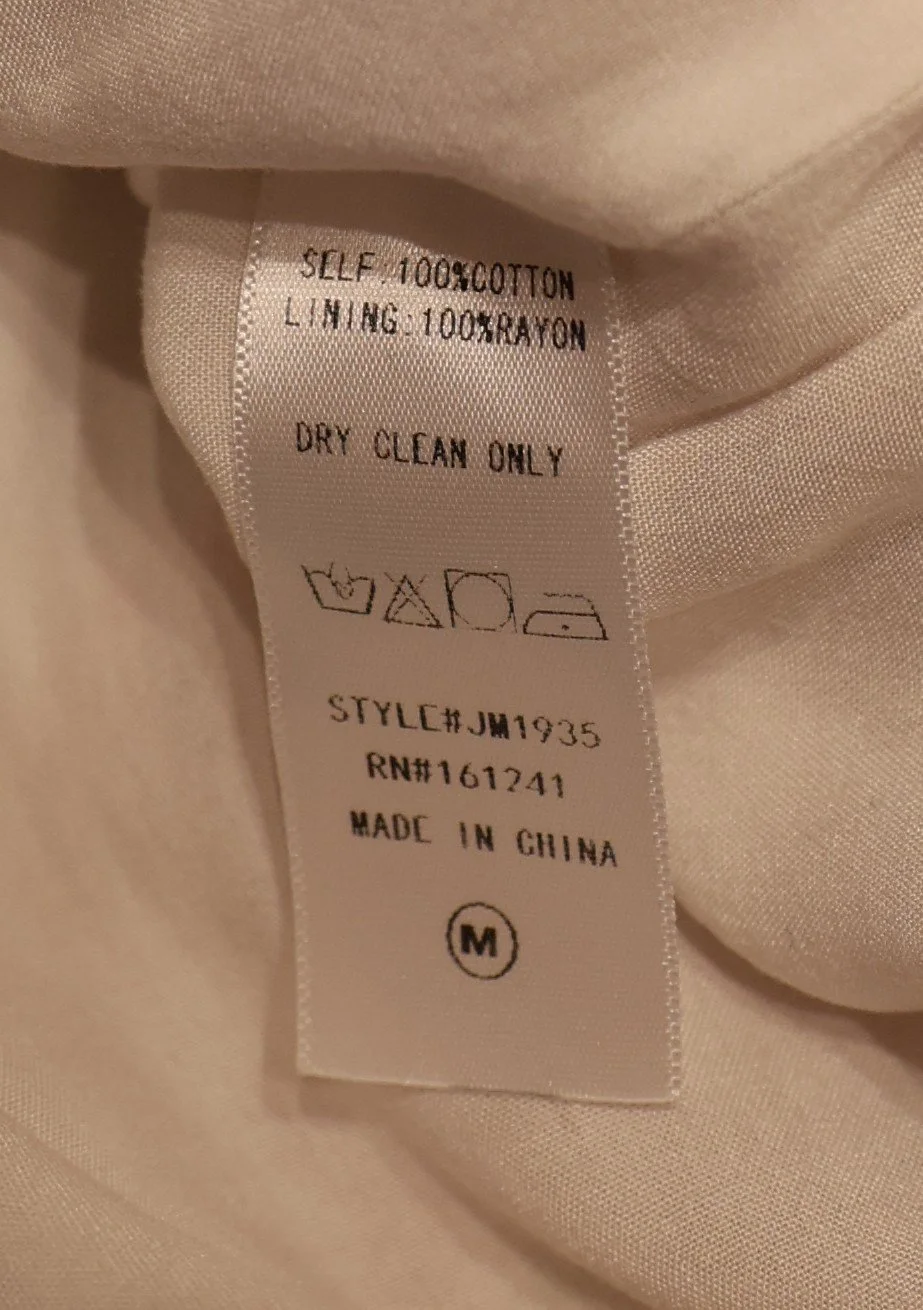 SELF:100%COTTON
LINING:100%RAYON
DRY CLEAN ONLY
STYLE#JM1935
RN#161241
MADE IN CHINA
M